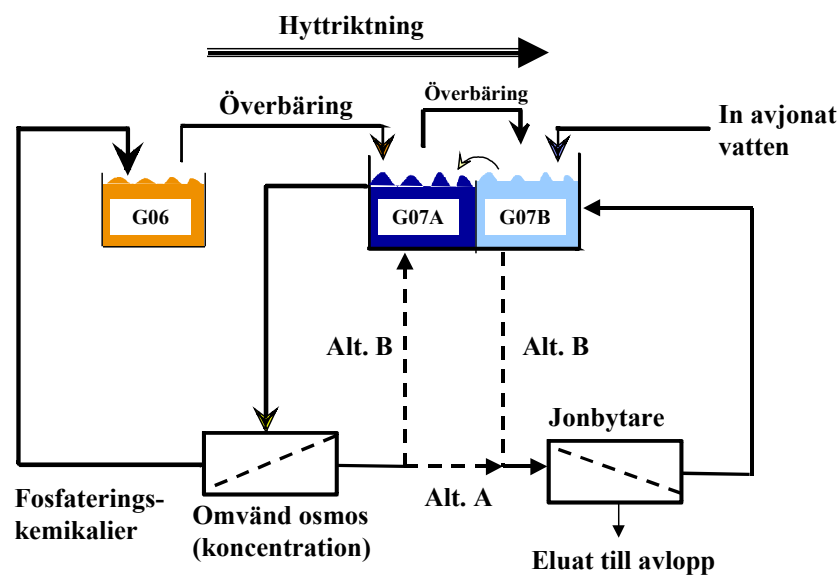 Hyttriktning
Överbäring
Överbäring
In avjonat
vatten
G06
G07A
G07B
Alt. B
Alt. B
Jonbytare
Alt. A
Fosfaterings-
kemikalier
Omvänd osmos
(koncentration)
Eluat till avlopp